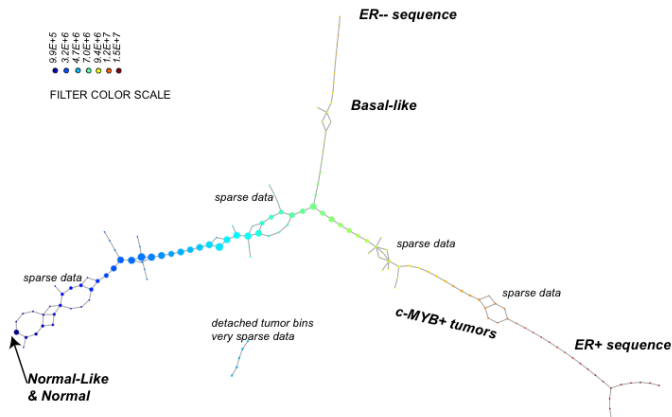 ER-- sequence
9.9E+5
3.2E+6
4.7E+6
7.0E+6
9.4E+6
1.2E+7
1.5E+7
FILTER COLOR SCALE
Basal-like
sparse data
sparse data
sparse data
sparse data
c-MYB+ tumors
detached tumor bins
very sparse data
ER+ sequence
Normal-Like
& Normal